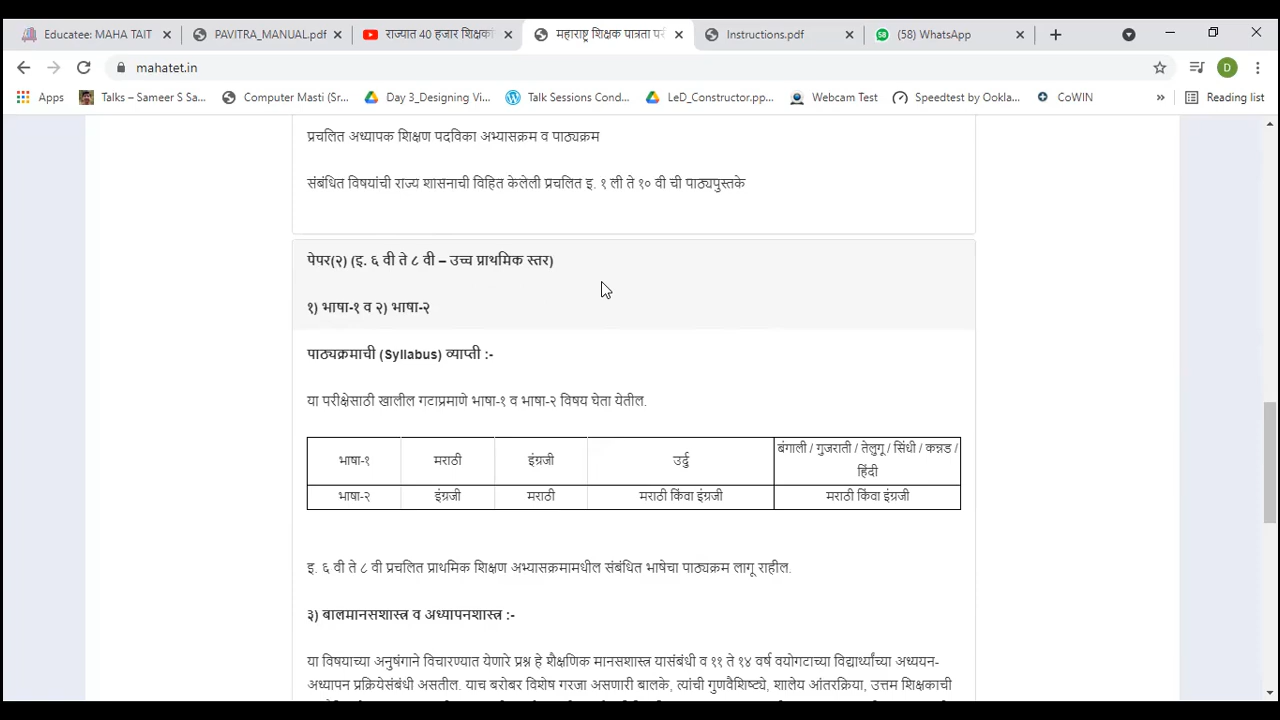 Educatee: MAHA TAIT
PAVITRA_MANUAL.pdf
राज्यात 40 हजार शिक्षकां
महाराष्ट्र शिक्षक पात्रता परी
Instructions.pdf
(58) WhatsApp
mahatet.in
D
Apps
Talks – Sameer S Sa...
Computer Masti (Sr...
Day 3_Designing Vi...
Talk Sessions Cond...
LeD_Constructor.pp...
Webcam Test
Speedtest by Ookla...
CoWIN
»
Reading list
प्रचलित अध्यापक शिक्षण पदविका अभ्यासक्रम व पाठ्यक्रम
संबंधित विषयांची राज्य शासनाची विहित केलेली प्रचलित इ. १ ली ते १० वी ची पाठ्यपुस्तके
पेपर(२) (इ. ६ वी ते ८ वी – उच्च प्राथमिक स्तर)
१) भाषा-१ व २) भाषा-२
पाठ्यक्रमाची (Syllabus) व्याप्ती :-
या परीक्षेसाठी खालील गटाप्रमाणे भाषा-१ व भाषा-२ विषय घेता येतील.
भाषा-१ मराठी इंग्रजी उर्दु बंगाली / गुजराती / तेलुगू / सिंधी / कन्नड / हिंदी
भाषा-२ इंग्रजी मराठी मराठी किंवा इंग्रजी मराठी किंवा इंग्रजी
इ. ६ वी ते ८ वी प्रचलित प्राथमिक शिक्षण अभ्यासक्रमामधील संबंधित भाषेचा पाठ्यक्रम लागू राहील.
३) बालमानसशास्त्र व अध्यापनशास्त्र :-
या विषयाच्या अनुषंगाने विचारण्यात येणारे प्रश्न हे शैक्षणिक मानसशास्त्र यासंबंधी व ११ ते १४ वर्ष वयोगटाच्या विद्यार्थ्यांच्या अध्ययन-
अध्यापन प्रक्रियेसंबंधी असतील. याच बरोबर विशेष गरजा असणारी बालके, त्यांची गुणवैशिष्ट्ये, शालेय आंतरक्रिया, उत्तम शिक्षकाची